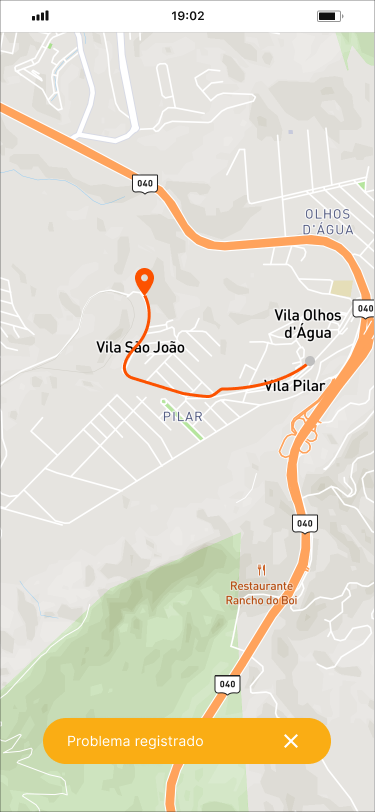 19:02
040
OLHOS
D'ÁGUA
040
Vila Olhos
d'Água
Vila São João
Vila Pilar
PILAR
040
Restaurante
Rancho do Boi
040
Problema registrado